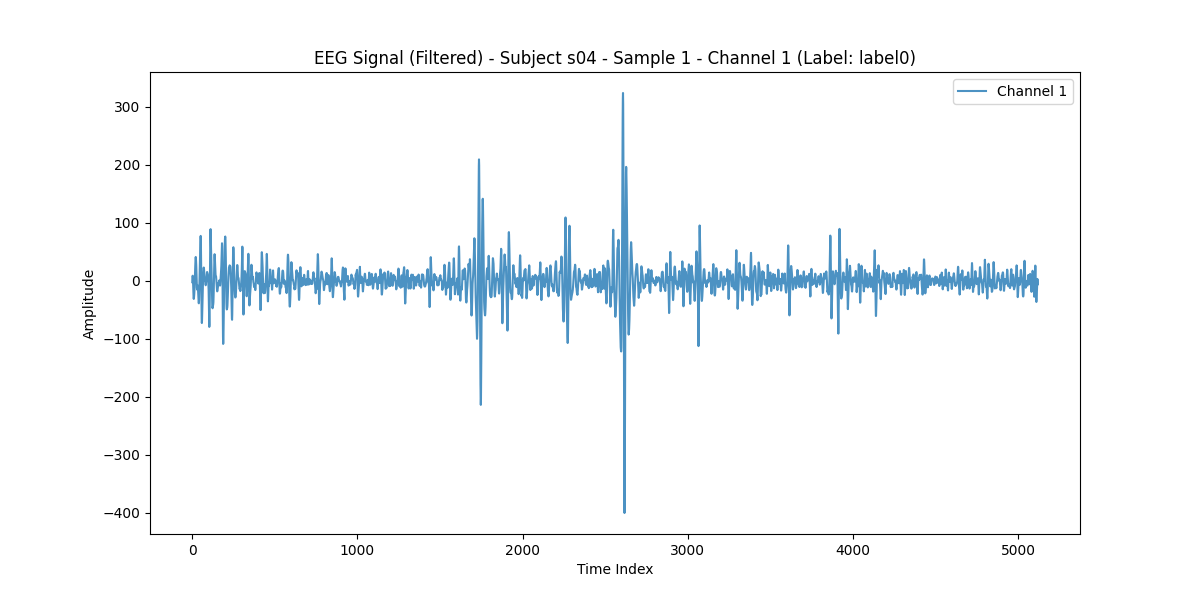 EEG Signal (Filtered) - Subject s04 - Sample 1 - Channel 1 (Label: label0)
Channel 1
300
200
100
0
−100
−200
−300
−400
Amplitude
0 1000 2000 3000 4000 5000
Time Index